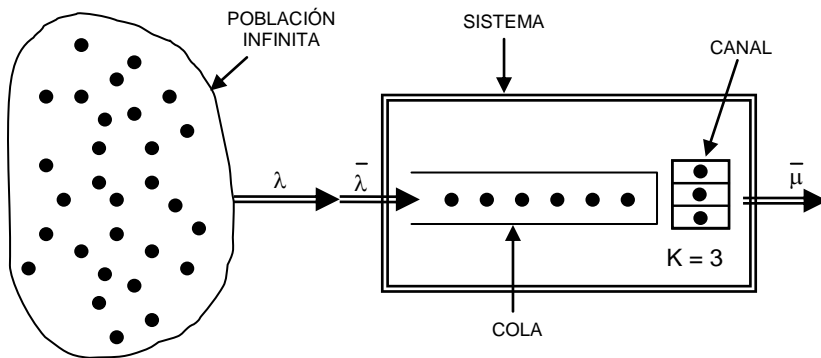 POBLACIÓN
INFINITA
SISTEMA
CANAL
λ
λ̄
μ̄
K = 3
COLA